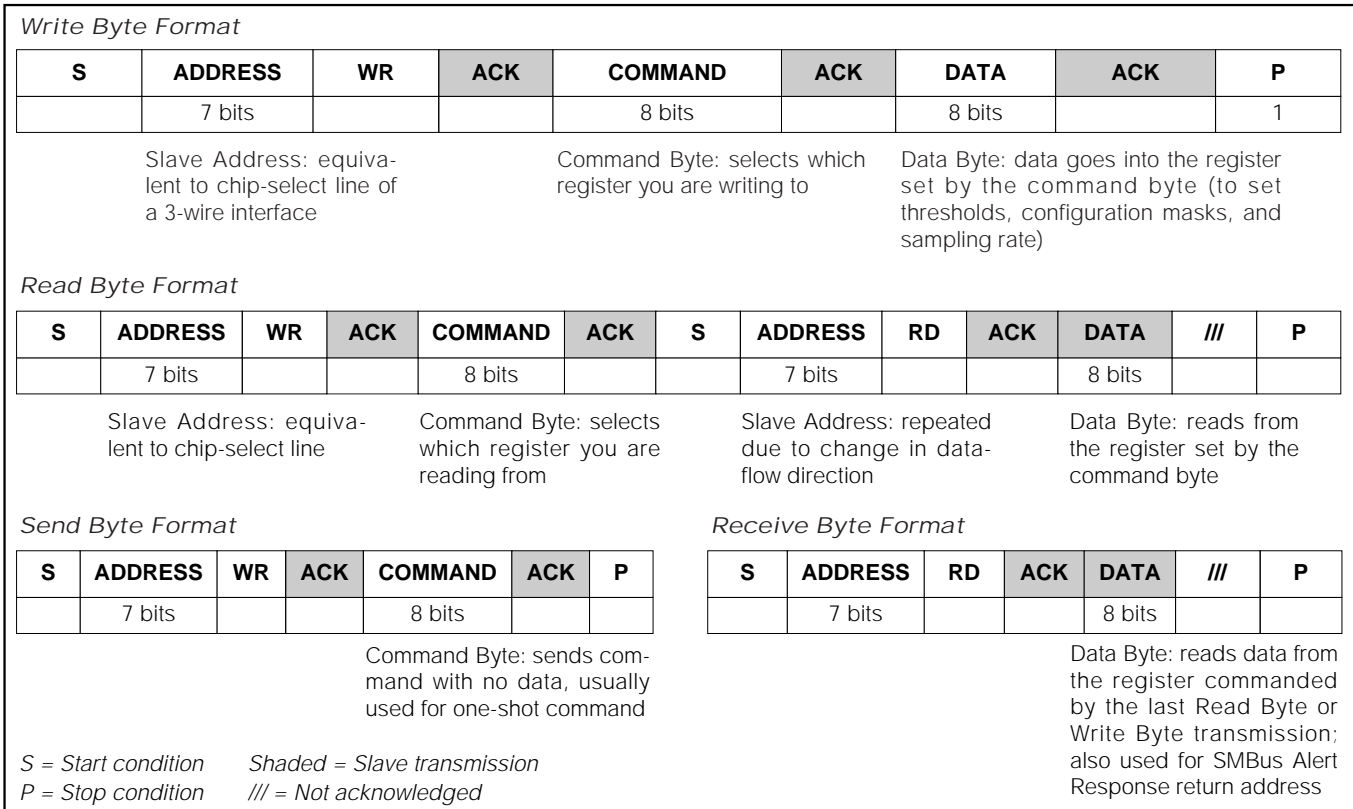 Write Byte Format
S ADDRESS WR ACK COMMAND ACK DATA ACK P
7 bits 8 bits 8 bits 1
Slave Address: equiva-
lent to chip-select line of
a 3-wire interface
Command Byte: selects which
register you are writing to
Data Byte: data goes into the register
set by the command byte (to set
thresholds, configuration masks, and
sampling rate)
Read Byte Format
S ADDRESS WR ACK COMMAND ACK S ADDRESS RD ACK DATA /// P
7 bits 8 bits 7 bits 8 bits
Slave Address: equiva-
lent to chip-select line
Command Byte: selects
which register you are
reading from
Slave Address: repeated
due to change in data-
flow direction
Data Byte: reads from
the register set by the
command byte
Send Byte Format
S ADDRESS WR ACK COMMAND ACK P
7 bits 8 bits
Command Byte: sends com-
mand with no data, usually
used for one-shot command
Receive Byte Format
S ADDRESS RD ACK DATA /// P
7 bits 8 bits
Data Byte: reads data from
the register commanded
by the last Read Byte or
Write Byte transmission;
also used for SMBus Alert
Response return address
S = Start condition Shaded = Slave transmission
P = Stop condition /// = Not acknowledged